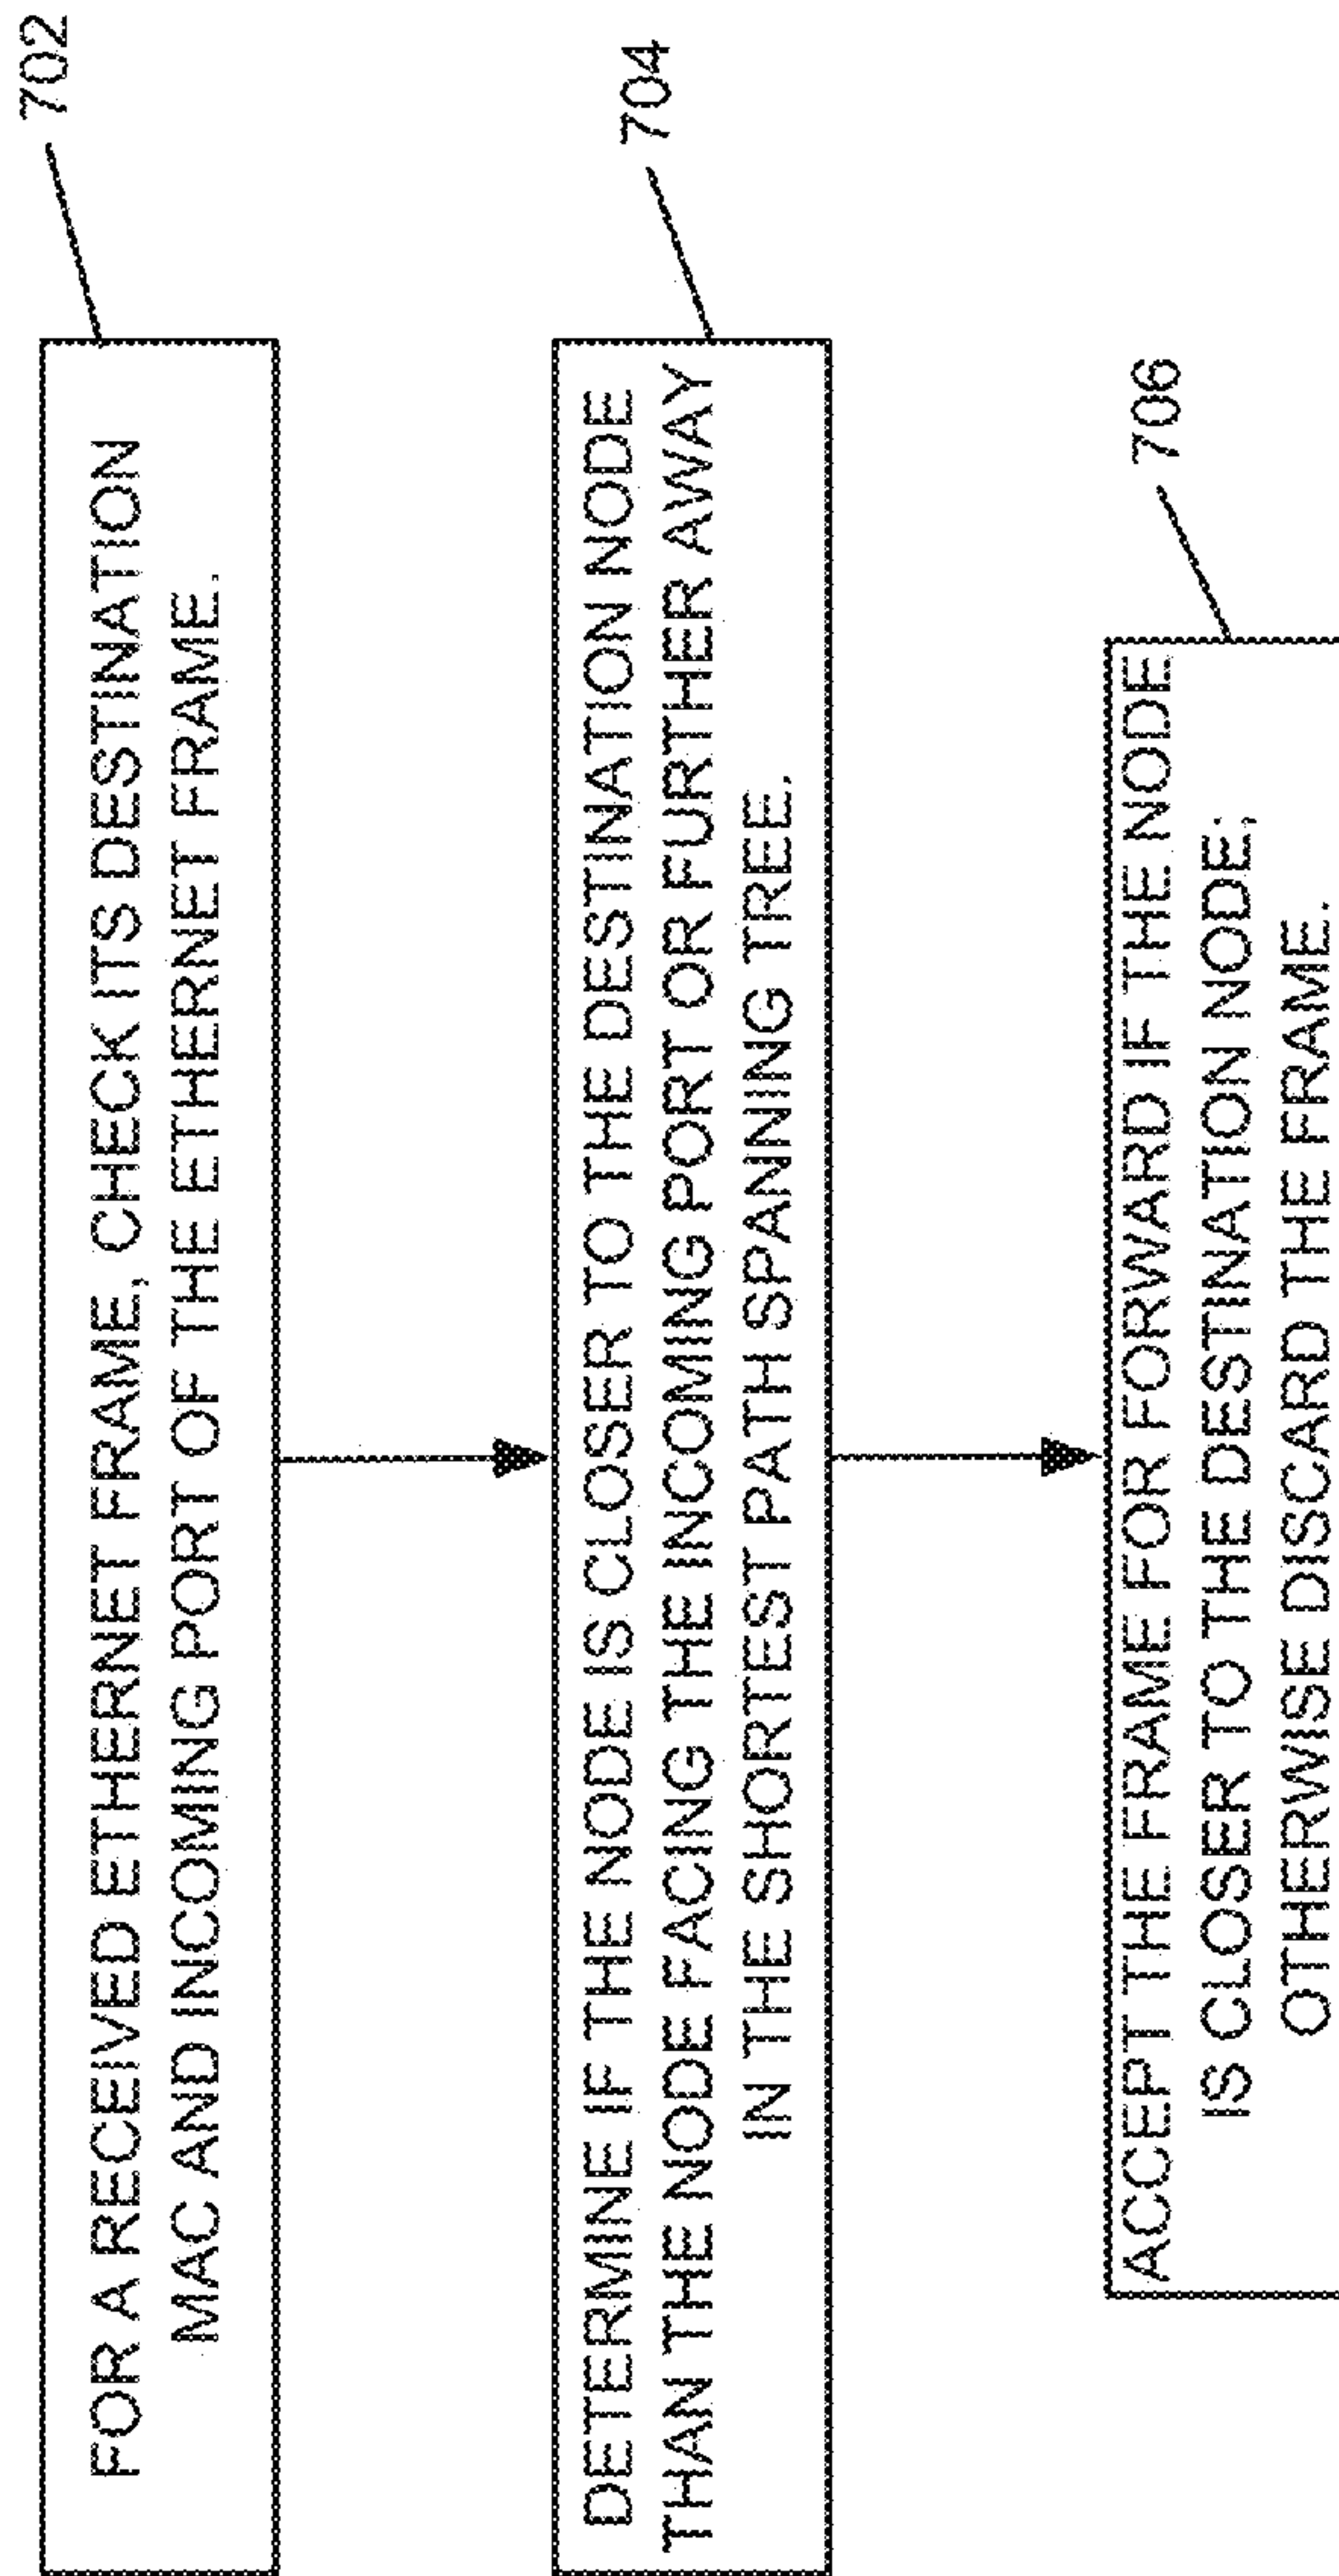 702
FOR A RECEIVED ETHERNET FRAME, CHECK ITS DESTINATION
MAC AND INCOMING PORT OF THE ETHERNET FRAME.
704
DETERMINE IF THE NODE IS CLOSER TO THE DESTINATION NODE
THAN THE NODE FACING THE INCOMING PORT OR FURTHER AWAY
IN THE SHORTEST PATH SPANNING TREE.
706
ACCEPT THE FRAME FOR FORWARD IF THE NODE
IS CLOSER TO THE DESTINATION NODE;
OTHERWISE DISCARD THE FRAME.